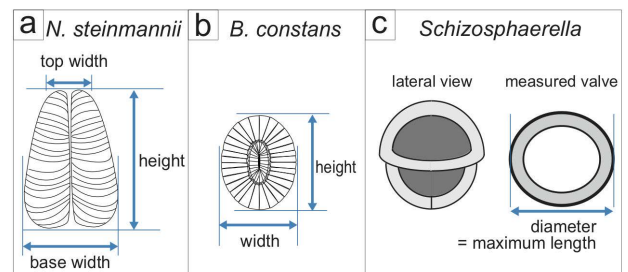 a N. steinmannii
top width
height
base width
b B. constans
height
width
c Schizosphaerella
lateral view measured valve
diameter
= maximum length